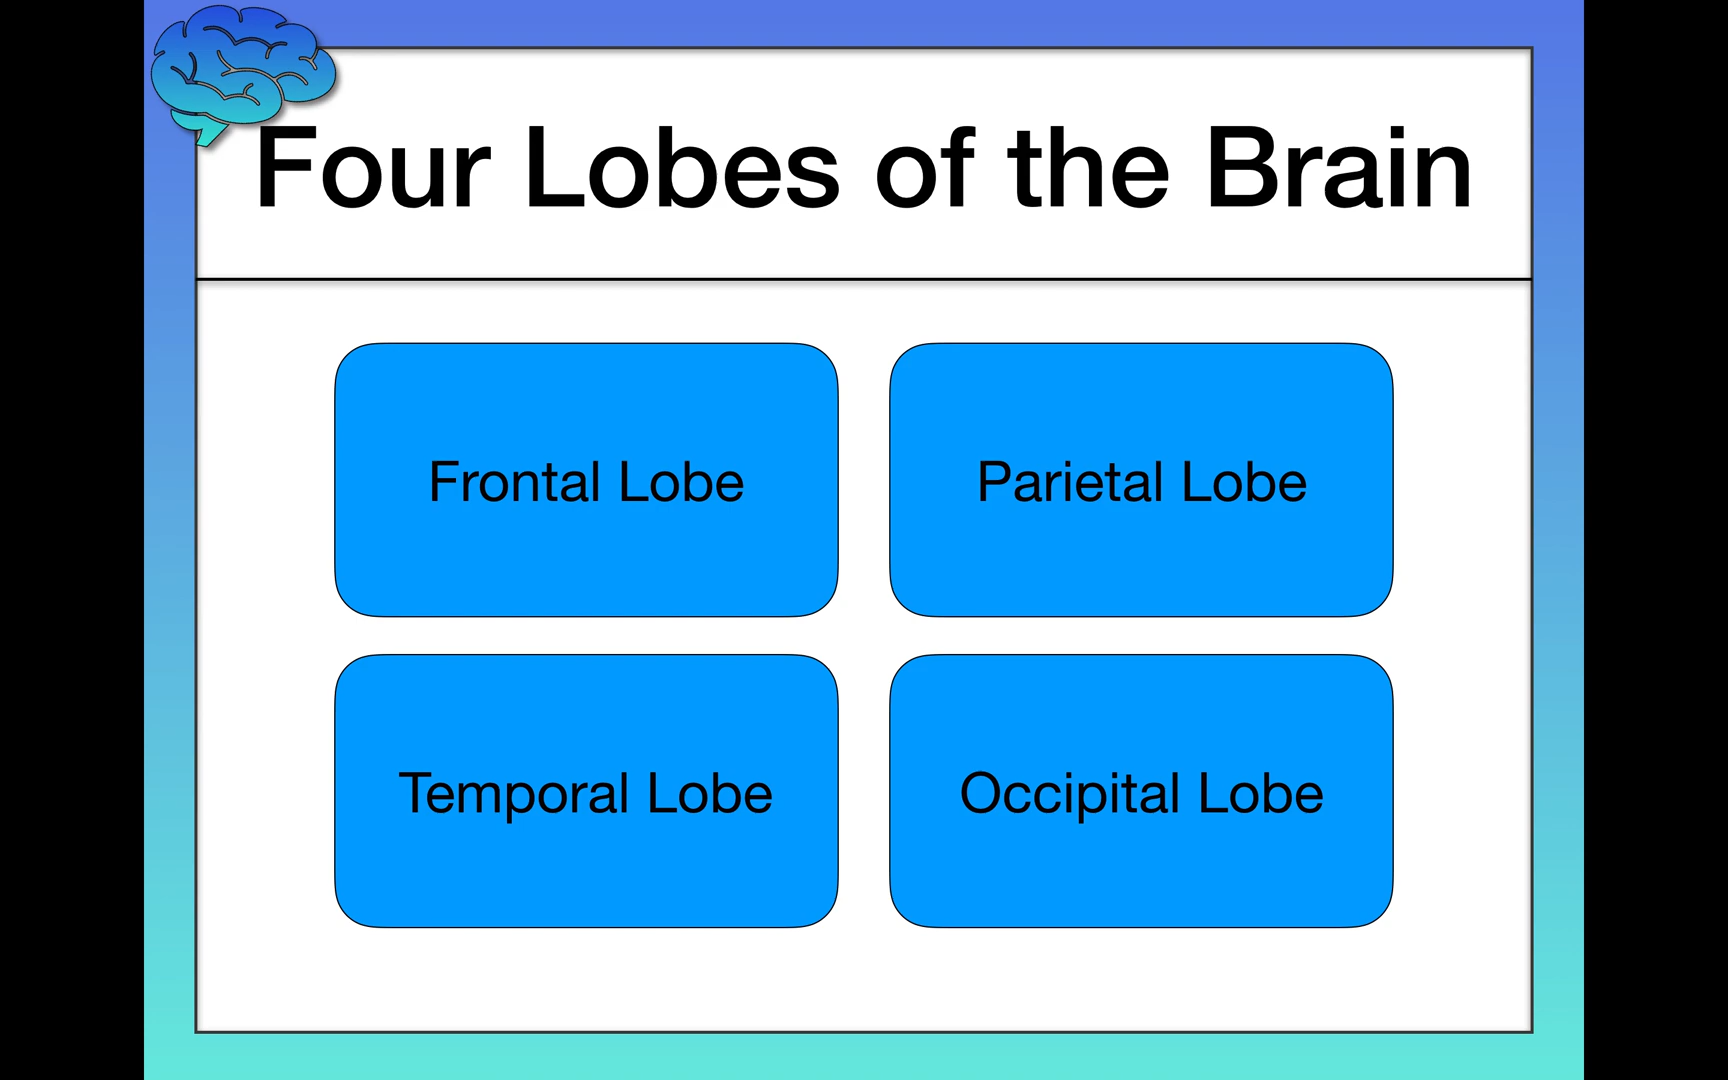 Four Lobes of the Brain
Frontal Lobe
Parietal Lobe
Temporal Lobe
Occipital Lobe